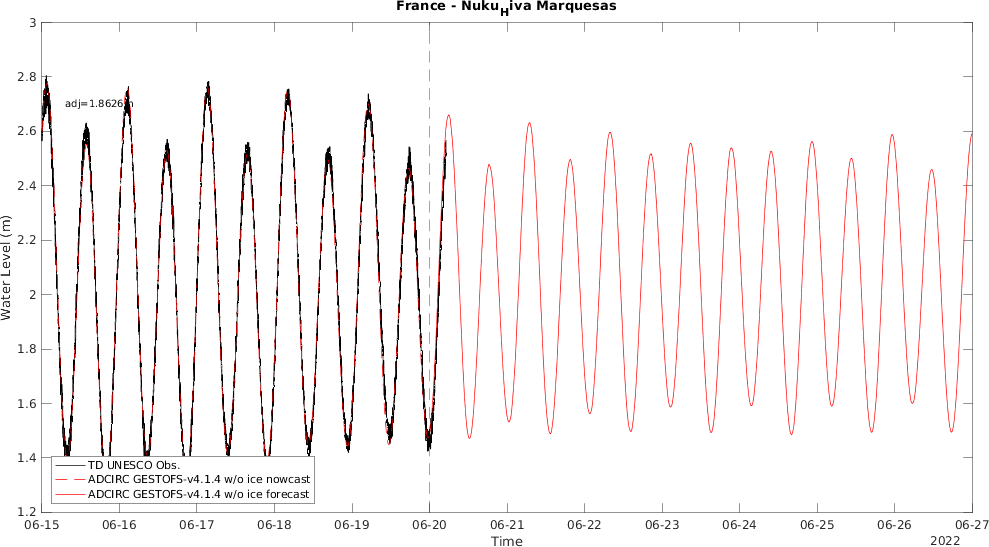 France - Nuku Hiva Marquesas
adj=1.8626m
Water Level (m)
3
2.8
2.6
2.4
2.2
2
1.8
1.6
1.4
1.2
TD UNESCO Obs.
ADCIRC GESTOFS-v4.1.4 w/o ice nowcast
ADCIRC GESTOFS-v4.1.4 w/o ice forecast
06-15 06-16 06-17 06-18 06-19 06-20 06-21 06-22 06-23 06-24 06-25 06-26 06-27
Time
2022